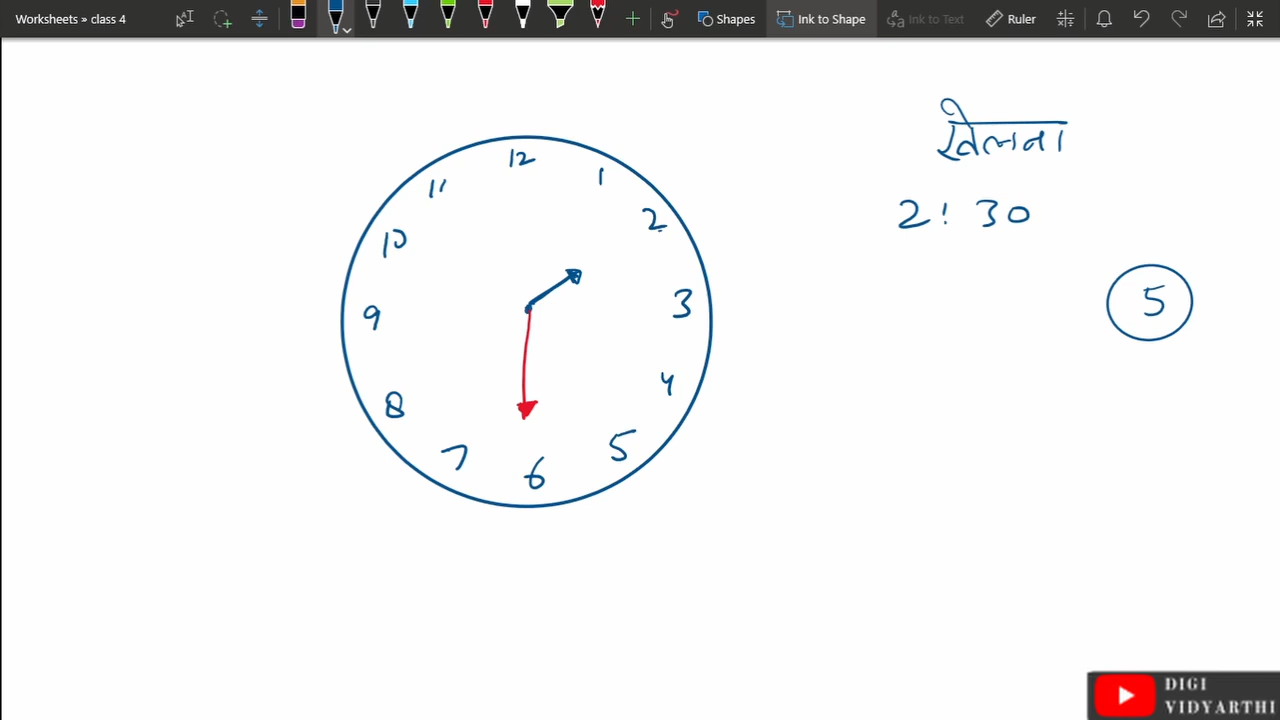 Worksheets » class 4
Shapes
Ink to Shape
Ink to Text
Ruler
12
11
1
10
2
9
3
8
4
7
5
6
खेलना
2: 30
5
DIGI
VIDYARTHI